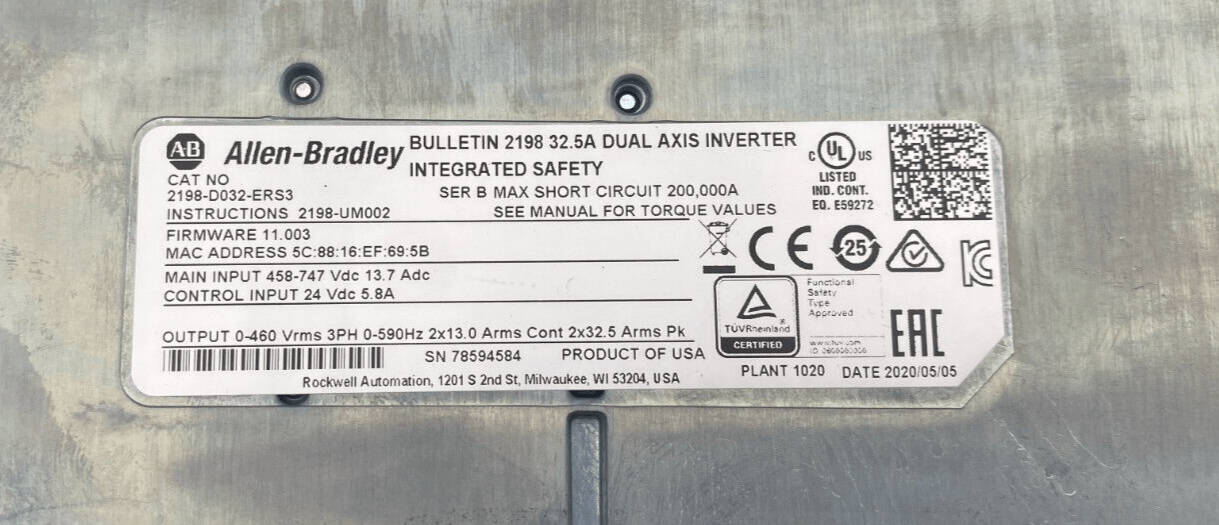 AB Allen-Bradley
BULLETIN 2198 32.5A DUAL AXIS INVERTER
INTEGRATED SAFETY
CAT NO
2198-D032-ERS3
SER B MAX SHORT CIRCUIT 200,000A
INSTRUCTIONS 2198-UM002
SEE MANUAL FOR TORQUE VALUES
FIRMWARE 11.003
MAC ADDRESS 5C:88:16:EF:69:5B
MAIN INPUT 458-747 Vdc 13.7 Adc
CONTROL INPUT 24 Vdc 5.8A
OUTPUT 0-460 Vrms 3PH 0-590Hz 2x13.0 Arms Cont 2x32.5 Arms Pk
SN 78594584
PRODUCT OF USA
Rockwell Automation, 1201 S 2nd St, Milwaukee, WI 53204, USA
C UL US
LISTED
IND. CONT.
EQ. E59272
CE
25
TÜVRheinland
CERTIFIED
Functional
Safety
Type
Approved
www.tuv.com
EAC
PLANT 1020
DATE 2020/05/05